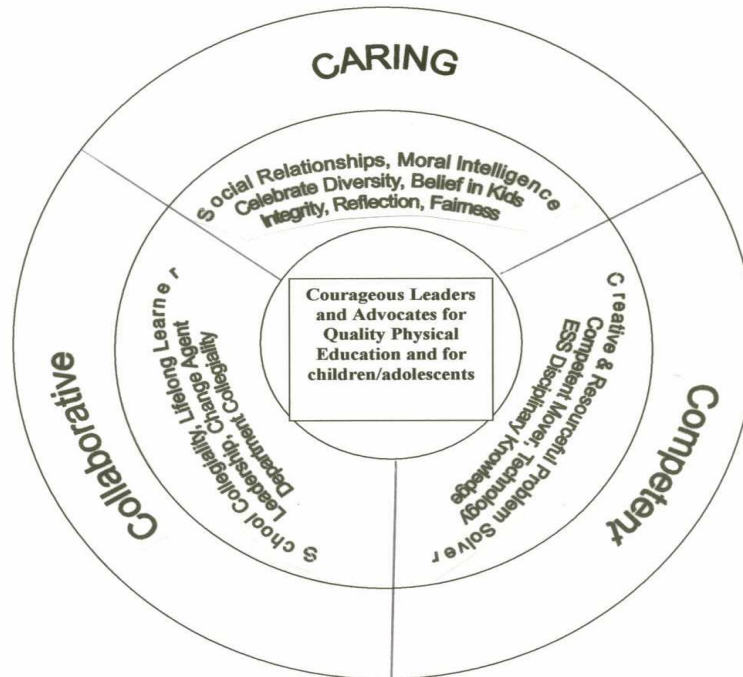 CARING
Social Relationships, Moral Intelligence
Celebrate Diversity, Belief in Kids
Integrity, Reflection, Fairness
Courageous Leaders
and Advocates for
Quality Physical
Education and for
children/adolescents
Creative & Resourceful Problem Solver
Competent Mover, Technology
ESS Disciplinary Knowledge
Competent
School Collegiality, Lifelong Learner
Leadership, Change Agent
Department Collegiality
Collaborative